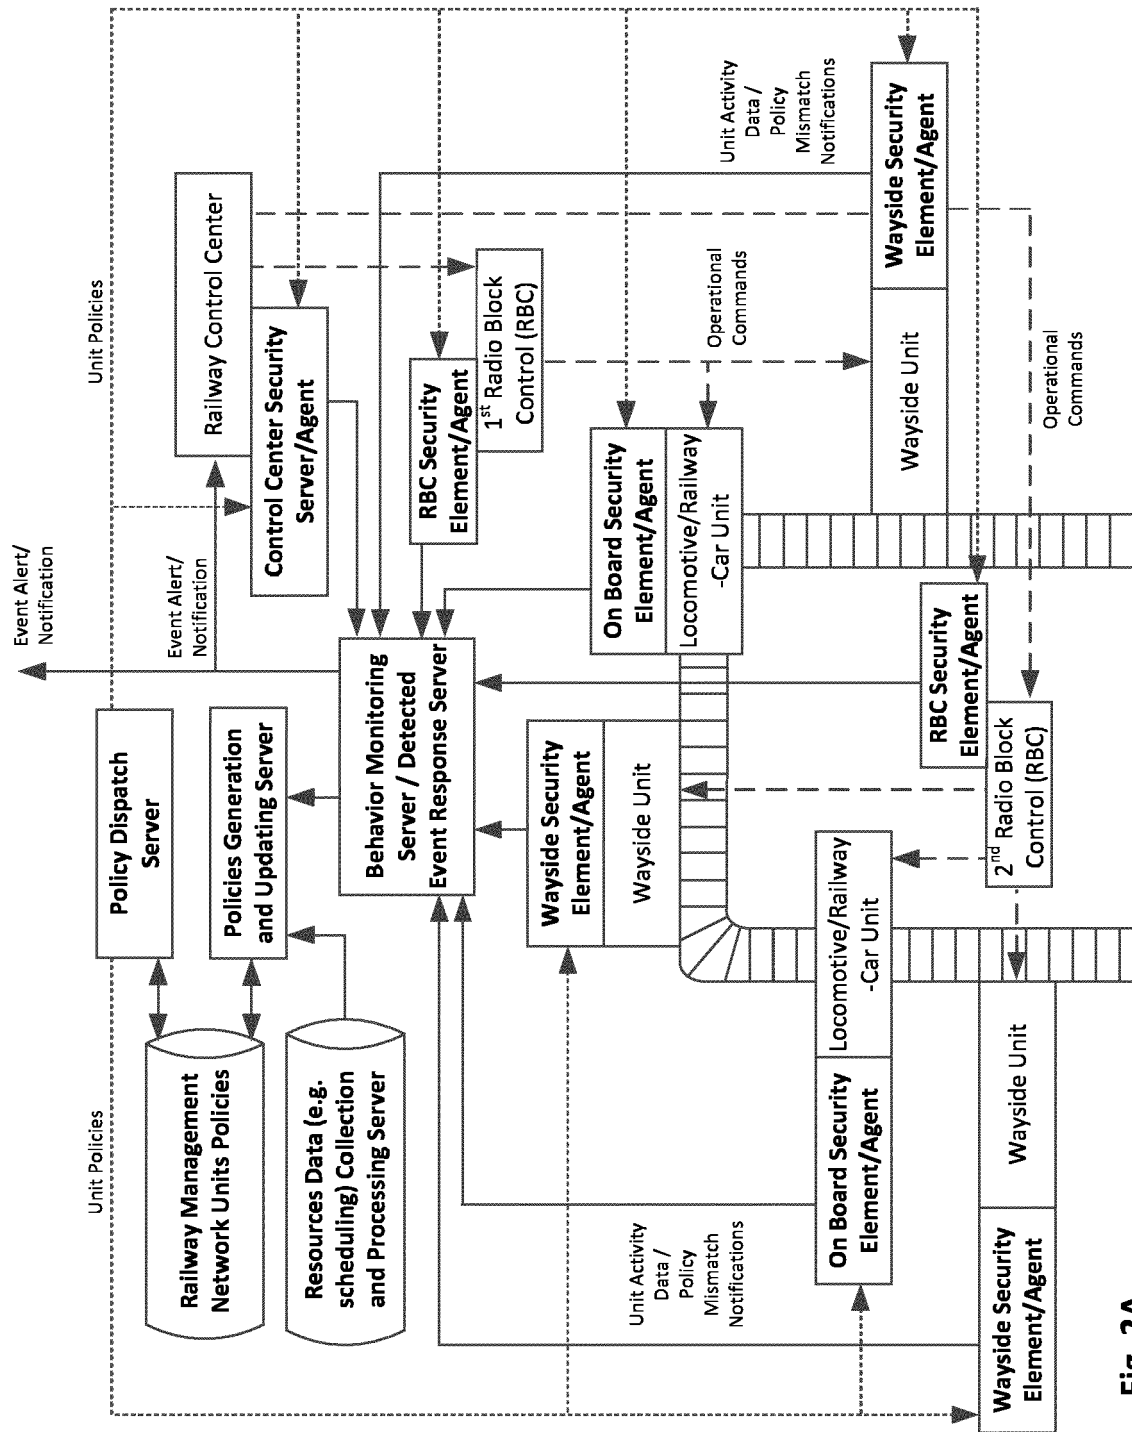 Unit Policies
Unit Policies
Event Alert/
Notification
Event Alert/
Notification
Policy Dispatch
Server
Railway Management
Network Units Policies
Policies Generation
and Updating Server
Resources Data (e.g.
scheduling) Collection
and Processing Server
Railway Control Center
Control Center Security
Server/Agent
Behavior Monitoring
Server / Detected
Event Response Server
RBC Security
Element/Agent
1st Radio Block
Control (RBC)
Unit Activity
Data /
Policy
Mismatch
Notifications
Operational
Commands
Wayside Security
Element/Agent
Wayside Unit
On Board Security
Element/Agent
Locomotive/Railway
-Car Unit
Wayside Security
Element/Agent
Wayside Unit
Unit Activity
Data /
Policy
Mismatch
Notifications
On Board Security
Element/Agent
Locomotive/Railway
-Car Unit
RBC Security
Element/Agent
2nd Radio Block
Control (RBC)
Operational
Commands
Wayside Security
Element/Agent
Wayside Unit